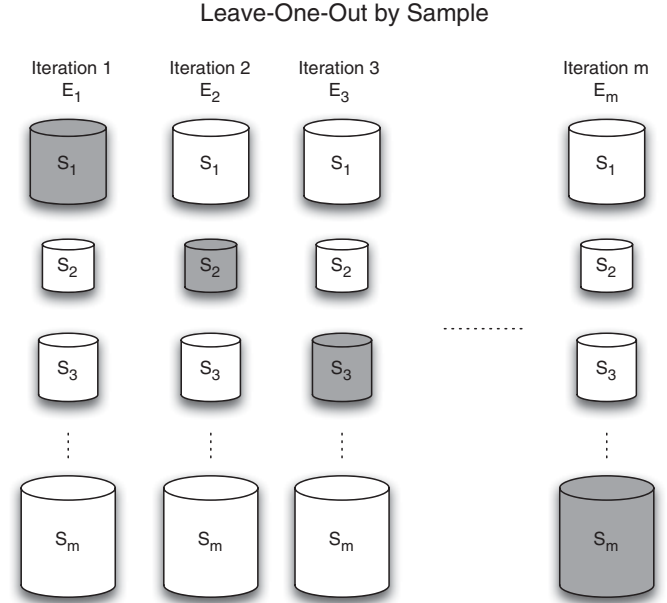 Leave-One-Out by Sample
Iteration 1 Iteration 2 Iteration 3 Iteration m
E1 E2 E3 Em
S1 S1 S1 S1
S2 S2 S2 S2
S3 S3 S3 S3
Sm Sm Sm Sm